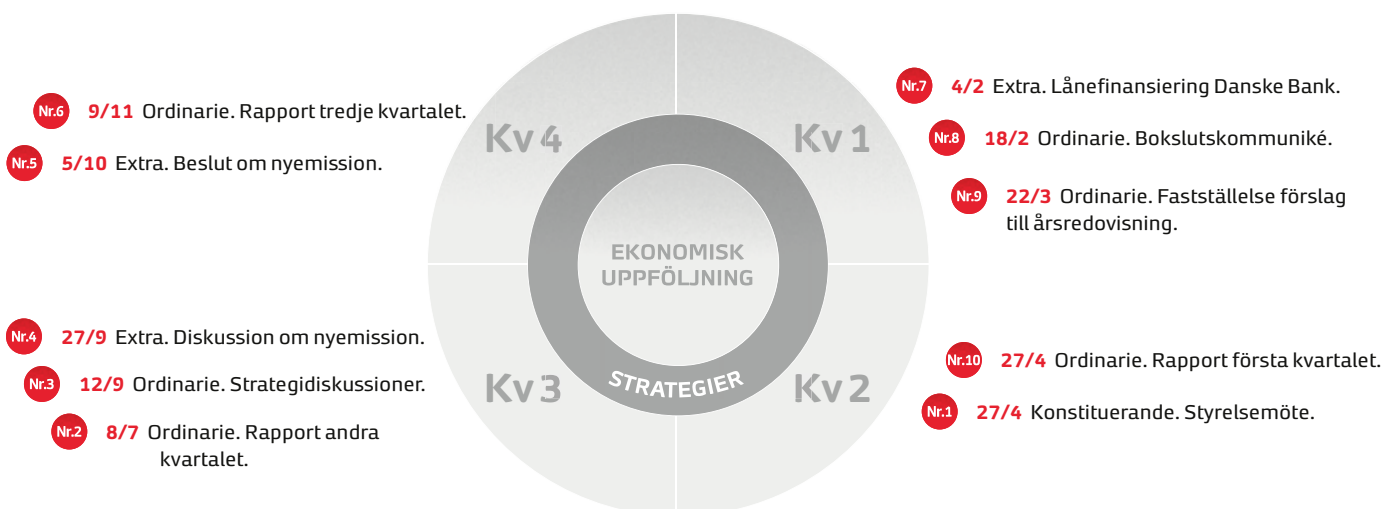 Nr.6 9/11 Ordinarie. Rapport tredje kvartalet.
Nr.5 5/10 Extra. Beslut om nyemission.
Nr.4 27/9 Extra. Diskussion om nyemission.
Nr.3 12/9 Ordinarie. Strategidiskussioner.
Nr.2 8/7 Ordinarie. Rapport andra
kvartalet.
Kv 4
Kv 1
EKONOMISK
UPPFÖLJNING
STRATEGIER
Kv 3
Kv 2
Nr.7 4/2 Extra. Lånefinansiering Danske Bank.
Nr.8 18/2 Ordinarie. Bokslutskommuniké.
Nr.9 22/3 Ordinarie. Fastställelse förslag
till årsredovisning.
Nr.10 27/4 Ordinarie. Rapport första kvartalet.
Nr.1 27/4 Konstituerande. Styrelsemöte.